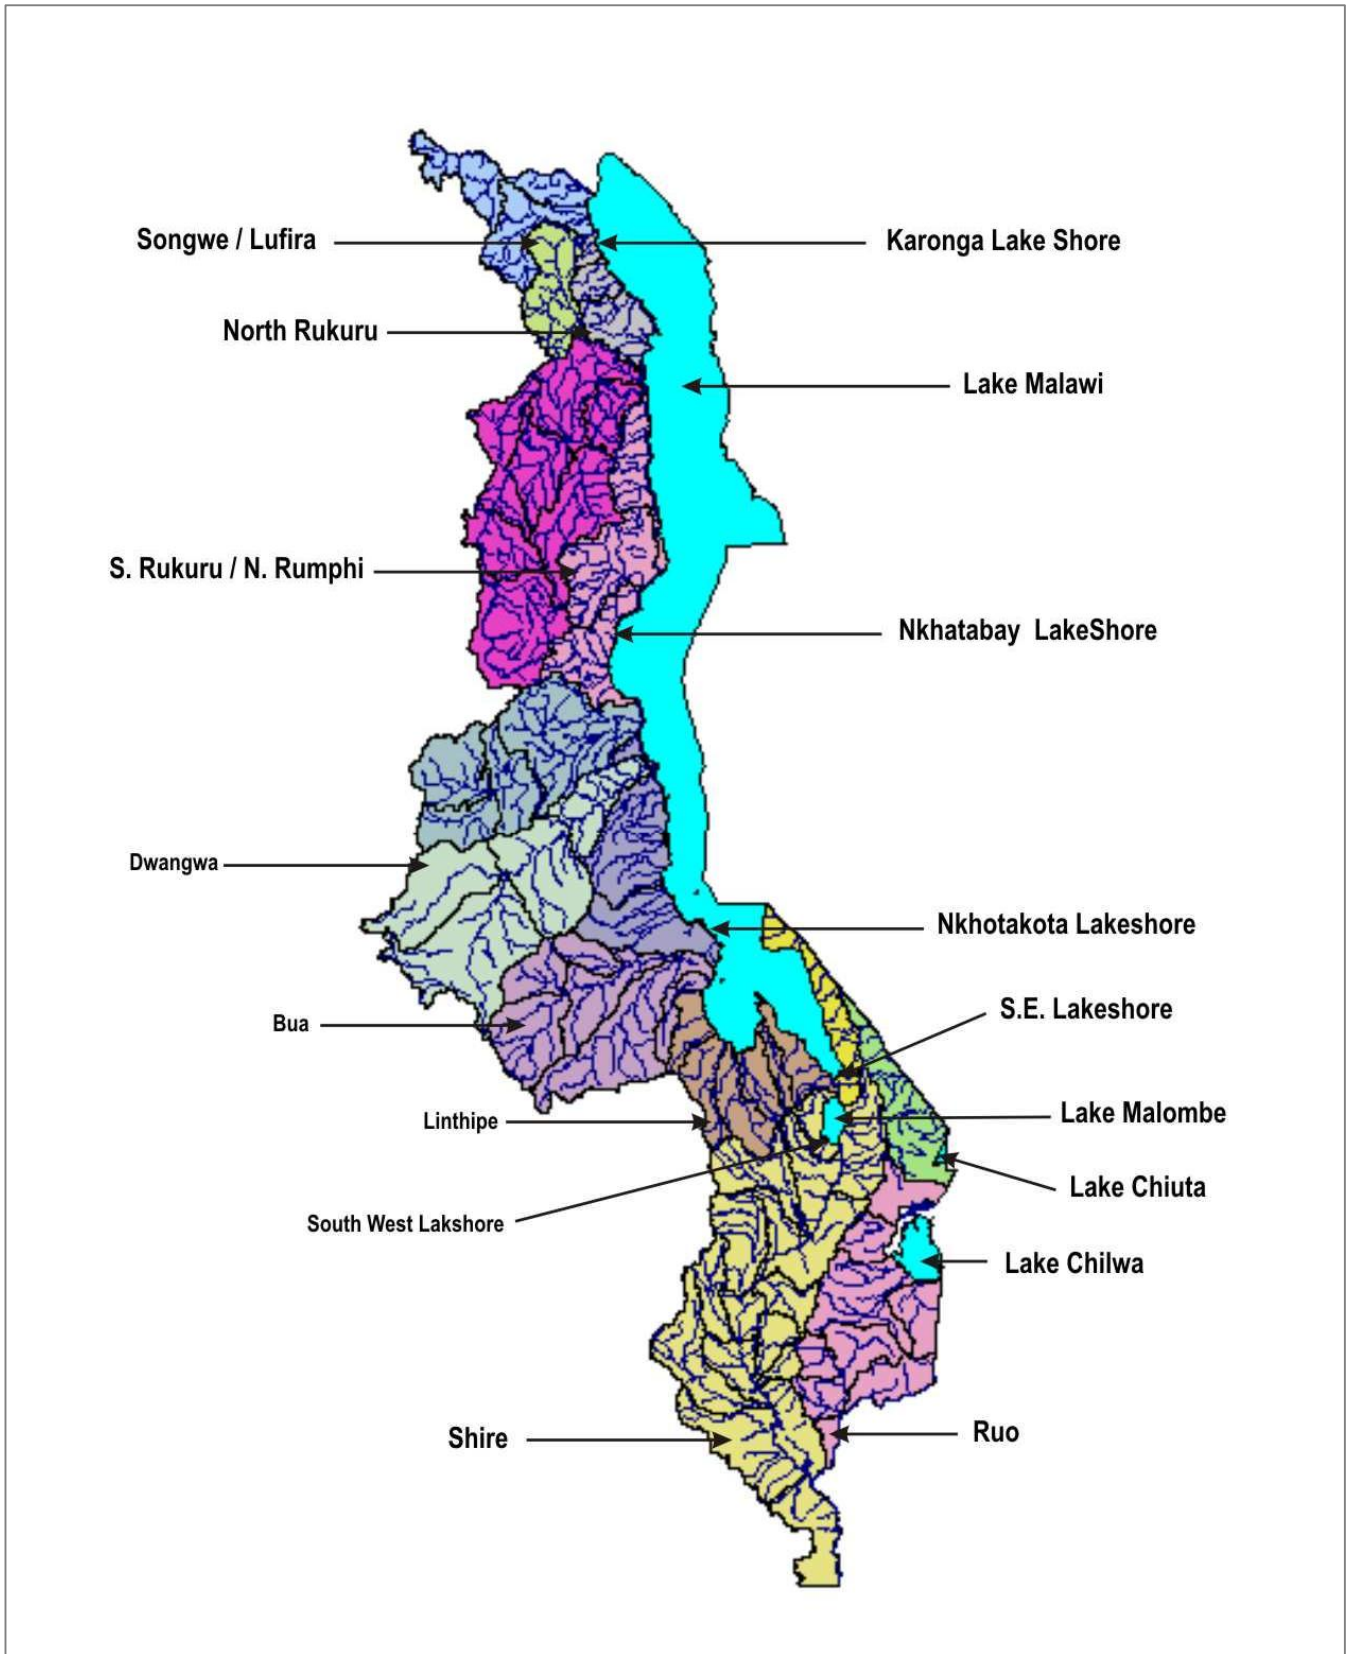 Songwe / Lufira
Karonga Lake Shore
North Rukuru
Lake Malawi
S. Rukuru / N. Rumphi
Nkhatabay LakeShore
Dwangwa
Nkhotakota Lakeshore
S.E. Lakeshore
Bua
Linthipe
Lake Malombe
Lake Chiuta
South West Lakshore
Lake Chilwa
Shire
Ruo